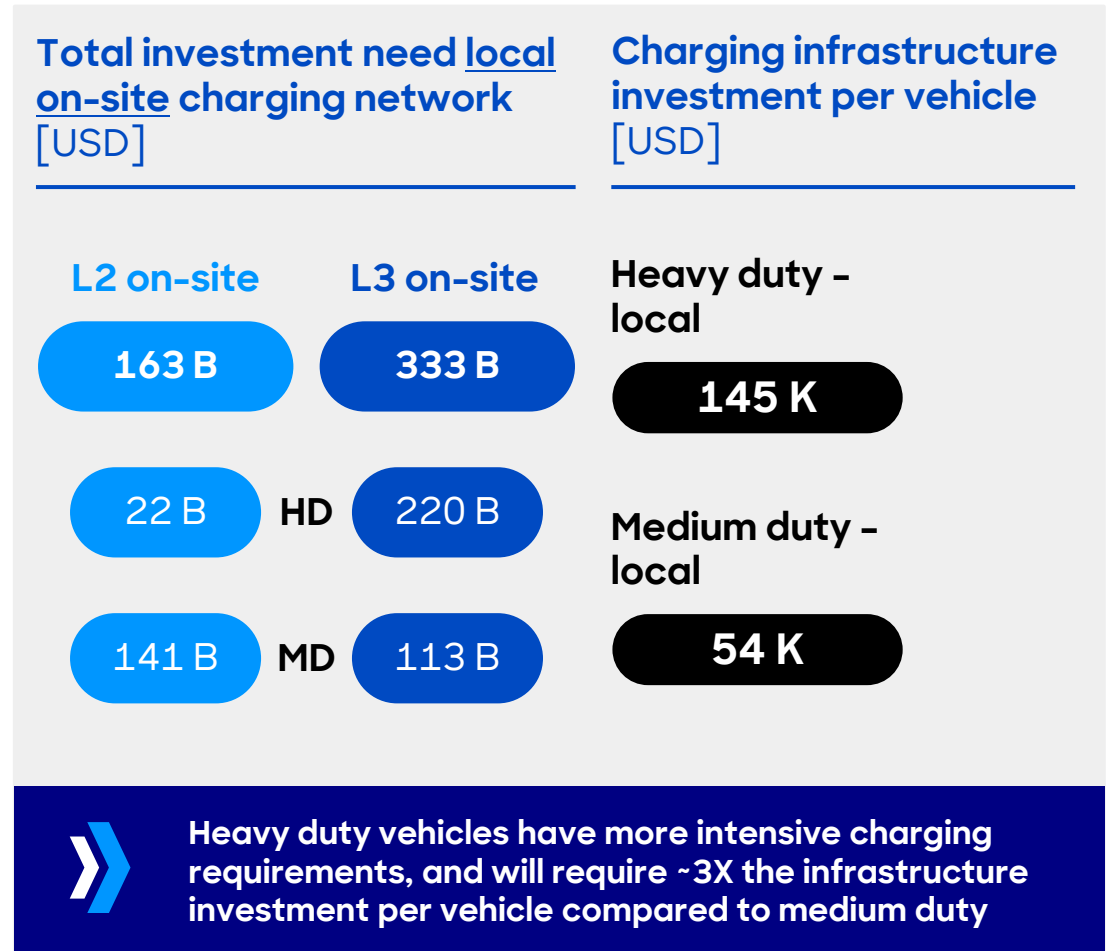 Total investment need local
on-site charging network
[USD]
Charging infrastructure
investment per vehicle
[USD]
L2 on-site
L3 on-site
163 B
333 B
22 B
HD
220 B
141 B
MD
113 B
Heavy duty –
local
145 K
Medium duty –
local
54 K
Heavy duty vehicles have more intensive charging
requirements, and will require ~3X the infrastructure
investment per vehicle compared to medium duty